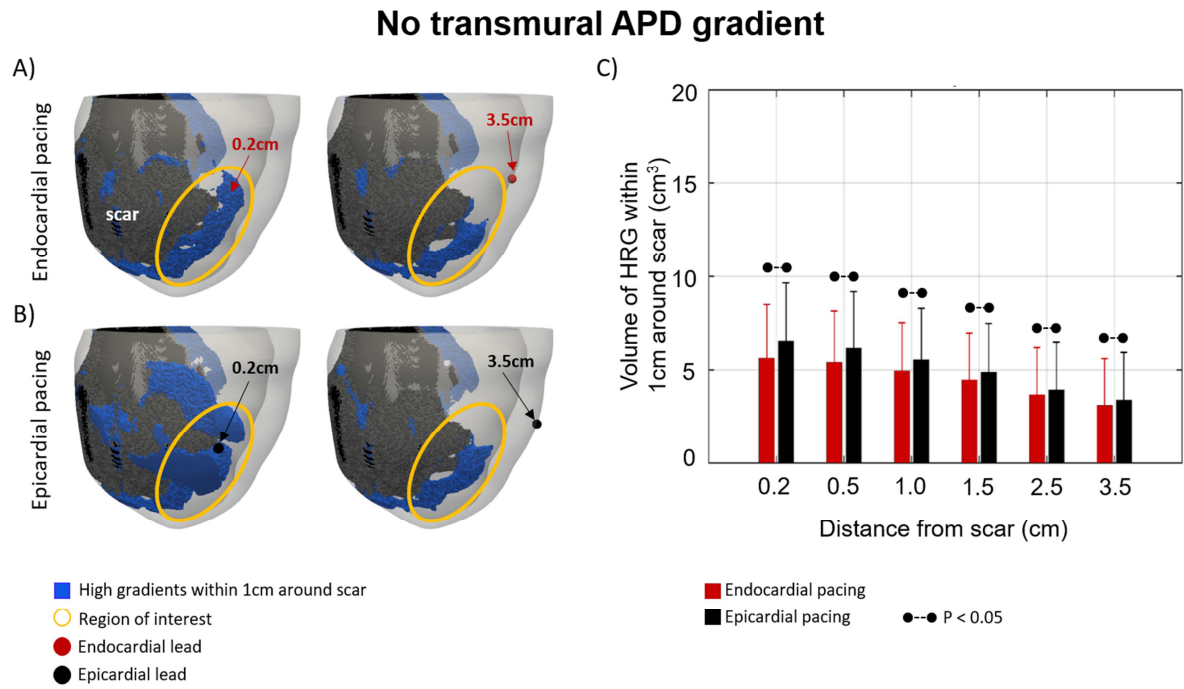 No transmural APD gradient
A)
Endocardial pacing
0.2cm
scar
3.5cm
B)
Epicardial pacing
0.2cm
3.5cm
High gradients within 1cm around scar
Region of interest
Endocardial lead
Epicardial lead
C)
Volume of HRG within
1cm around scar (cm³)
20
15
10
5
0
0.2 0.5 1.0 1.5 2.5 3.5
Distance from scar (cm)
Endocardial pacing
Epicardial pacing
P < 0.05